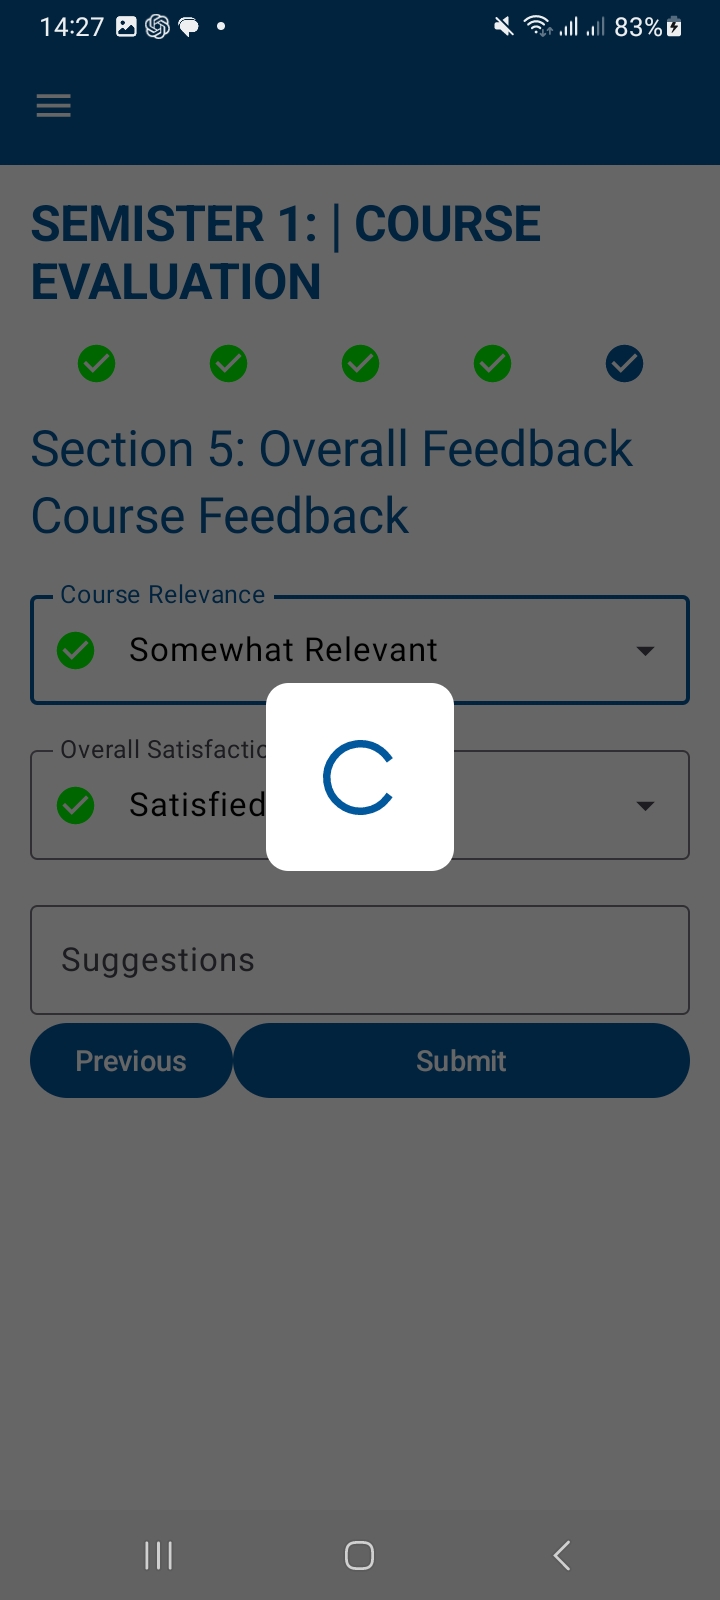 14:27
83%
SEMISTER 1: | COURSE
EVALUATION
Section 5: Overall Feedback
Course Feedback
Course Relevance
Somewhat Relevant
Overall Satisfactio
Satisfied
Suggestions
Previous
Submit